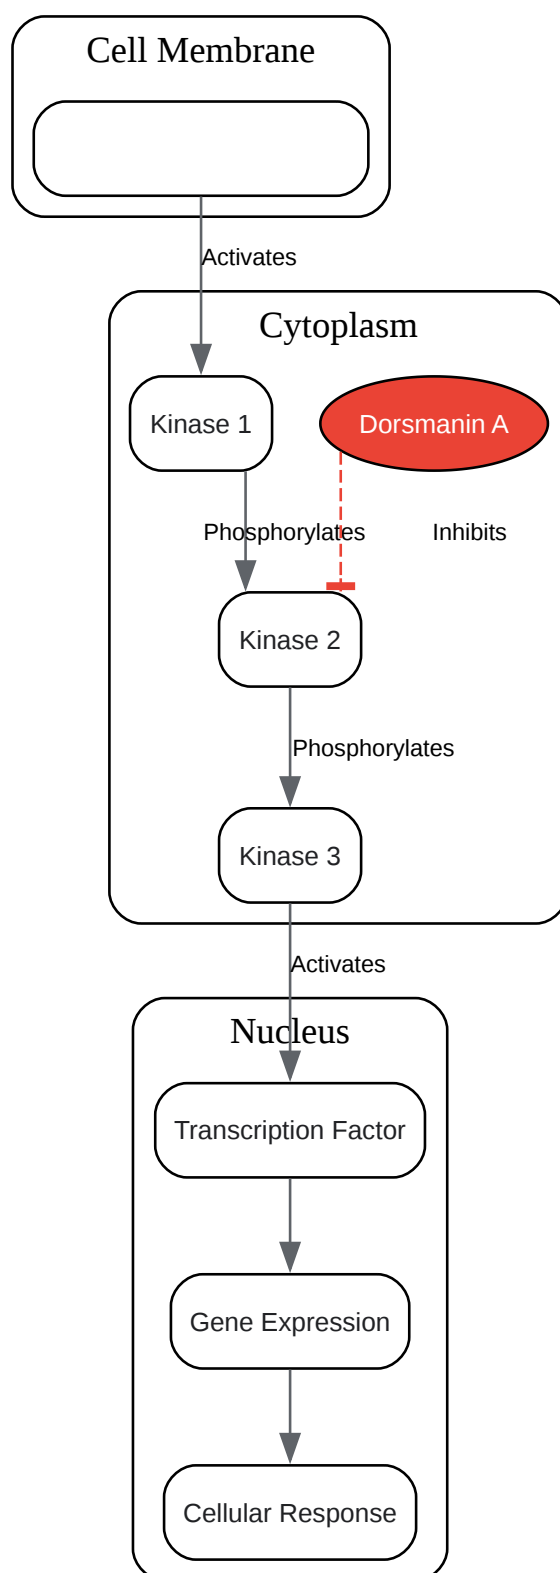 Cell Membrane
Activates
Cytoplasm
Kinase 1
Dorsmanin A
Phosphorylates
Inhibits
Kinase 2
Phosphorylates
Kinase 3
Activates
Nucleus
Transcription Factor
Gene Expression
Cellular Response